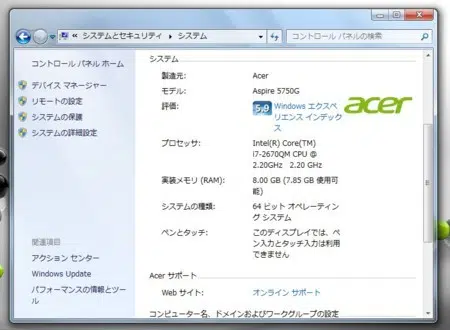 « システムとセキュリティ ▸ システム
コントロール パネルの検索
コントロール パネル ホーム
デバイス マネージャー
リモートの設定
システムの保護
システムの詳細設定
関連項目
アクション センター
Windows Update
パフォーマンスの情報とツール
システム
製造元: Acer
モデル: Aspire 5750G
評価: 5.9 Windows エクスペ
リエンス インデック
ス
acer
プロセッサ: Intel(R) Core(TM)
i7-2670QM CPU @
2.20GHz 2.20 GHz
実装メモリ (RAM): 8.00 GB (7.85 GB 使用可
能)
システムの種類: 64 ビット オペレーティン
グ システム
ペンとタッチ: このディスプレイでは、ペ
ン入力とタッチ入力は利用
できません
Acer サポート
Web サイト: オンライン サポート
コンピューター名、ドメインおよびワークグループの設定